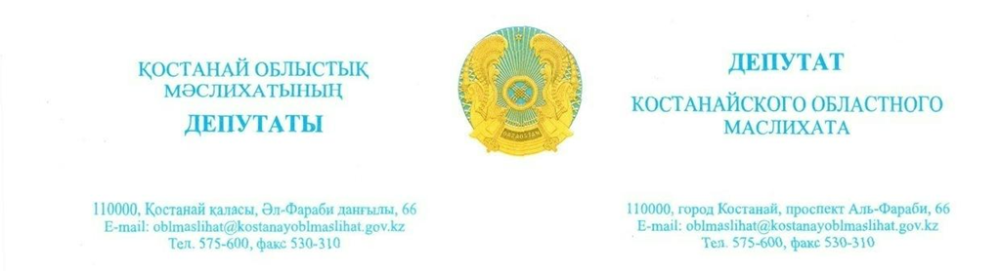 ҚОСТАНАЙ ОБЛЫСТЫҚ
МӘСЛИХАТЫНЫҢ
ДЕПУТАТЫ
110000, Қостанай қаласы, Әл-Фараби данғылы, 66
E-mail: oblmaslihat@kostanayoblmaslihat.gov.kz
Тел. 575-600, факс 530-310
ДЕПУТАТ
КОСТАНАЙСКОГО ОБЛАСТНОГО
МАСЛИХАТА
110000, город Костанай, проспект Аль-Фараби, 66
E-mail: oblmaslihat@kostanayoblmaslihat.gov.kz
Тел. 575-600, факс 530-310